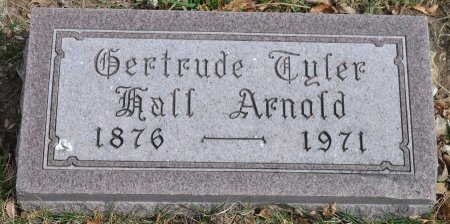 Gertrude Tyler
Hall Arnold
1876 — 1971